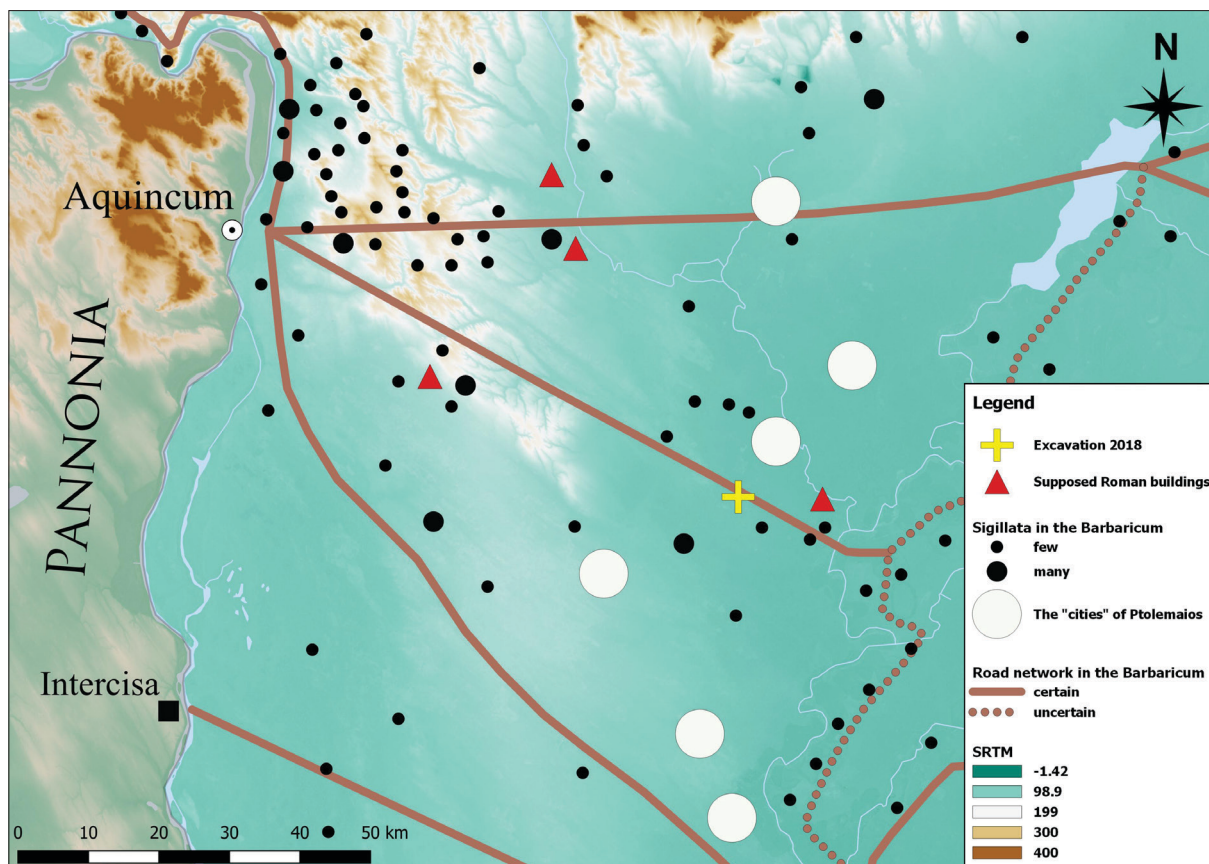 N
Aquincum
PANNONIA
Intercisa
0 10 20 30 40 50 km
Legend
Excavation 2018
Supposed Roman buildings
Sigillata in the Barbaricum
few
many
The "cities" of Ptolemaios
Road network in the Barbaricum
certain
uncertain
SRTM
-1.42
98.9
199
300
400